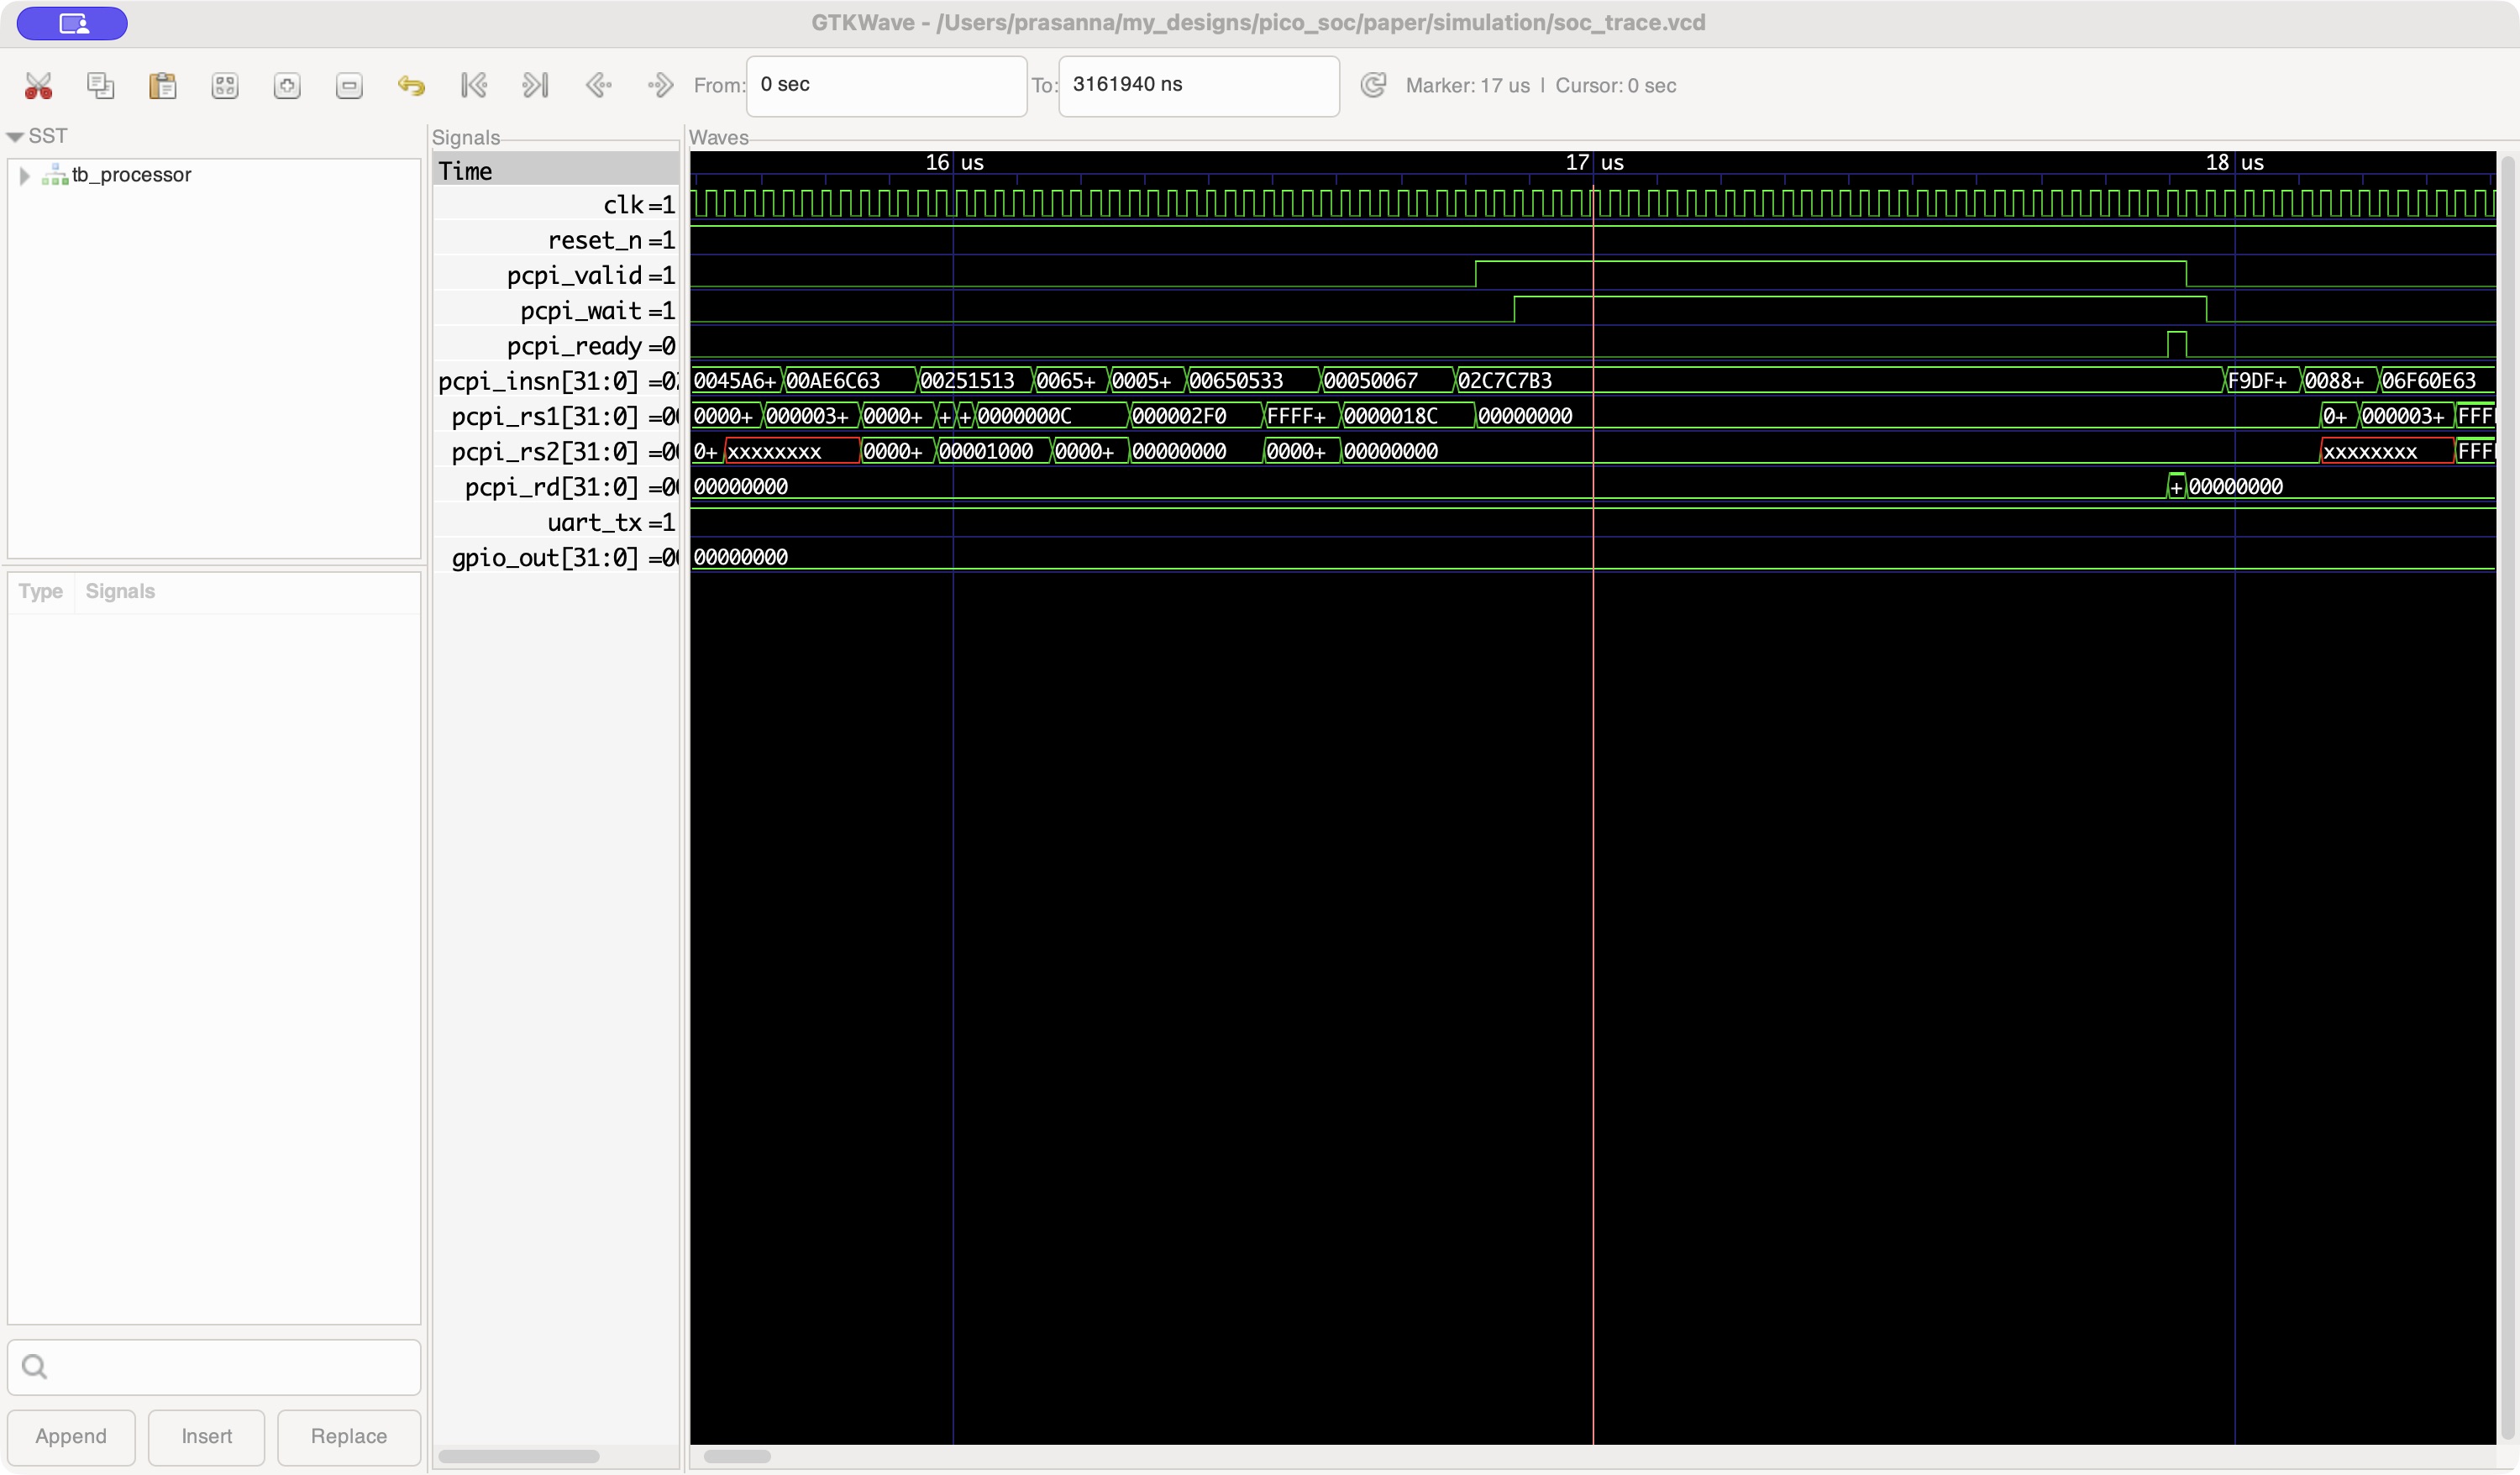 GTKWave - /Users/prasanna/my_designs/pico_soc/paper/simulation/soc_trace.vcd
From: 0 sec To: 3161940 ns Marker: 17 us | Cursor: 0 sec
SST
tb_processor
Type Signals
Append Insert Replace
Signals
Time
clk =1
reset_n =1
pcpi_valid =1
pcpi_wait =1
pcpi_ready =0
pcpi_insn[31:0] =02
pcpi_rs1[31:0] =00
pcpi_rs2[31:0] =00
pcpi_rd[31:0] =00
uart_tx =1
gpio_out[31:0] =00
Waves
16 us 17 us 18 us
0045A6+ 00AE6C63 00251513 0065+ 0005+ 00650533 00050067 02C7C7B3 F9DF+ 0088+ 06F60E63
0000+ 000003+ 0000+ + + 0000000C 000002F0 FFFF+ 0000018C 00000000 0+ 000003+ FFF
0+ xxxxxxxx 0000+ 00001000 0000+ 00000000 0000+ 00000000 xxxxxxxx FFF
00000000 + 00000000
00000000